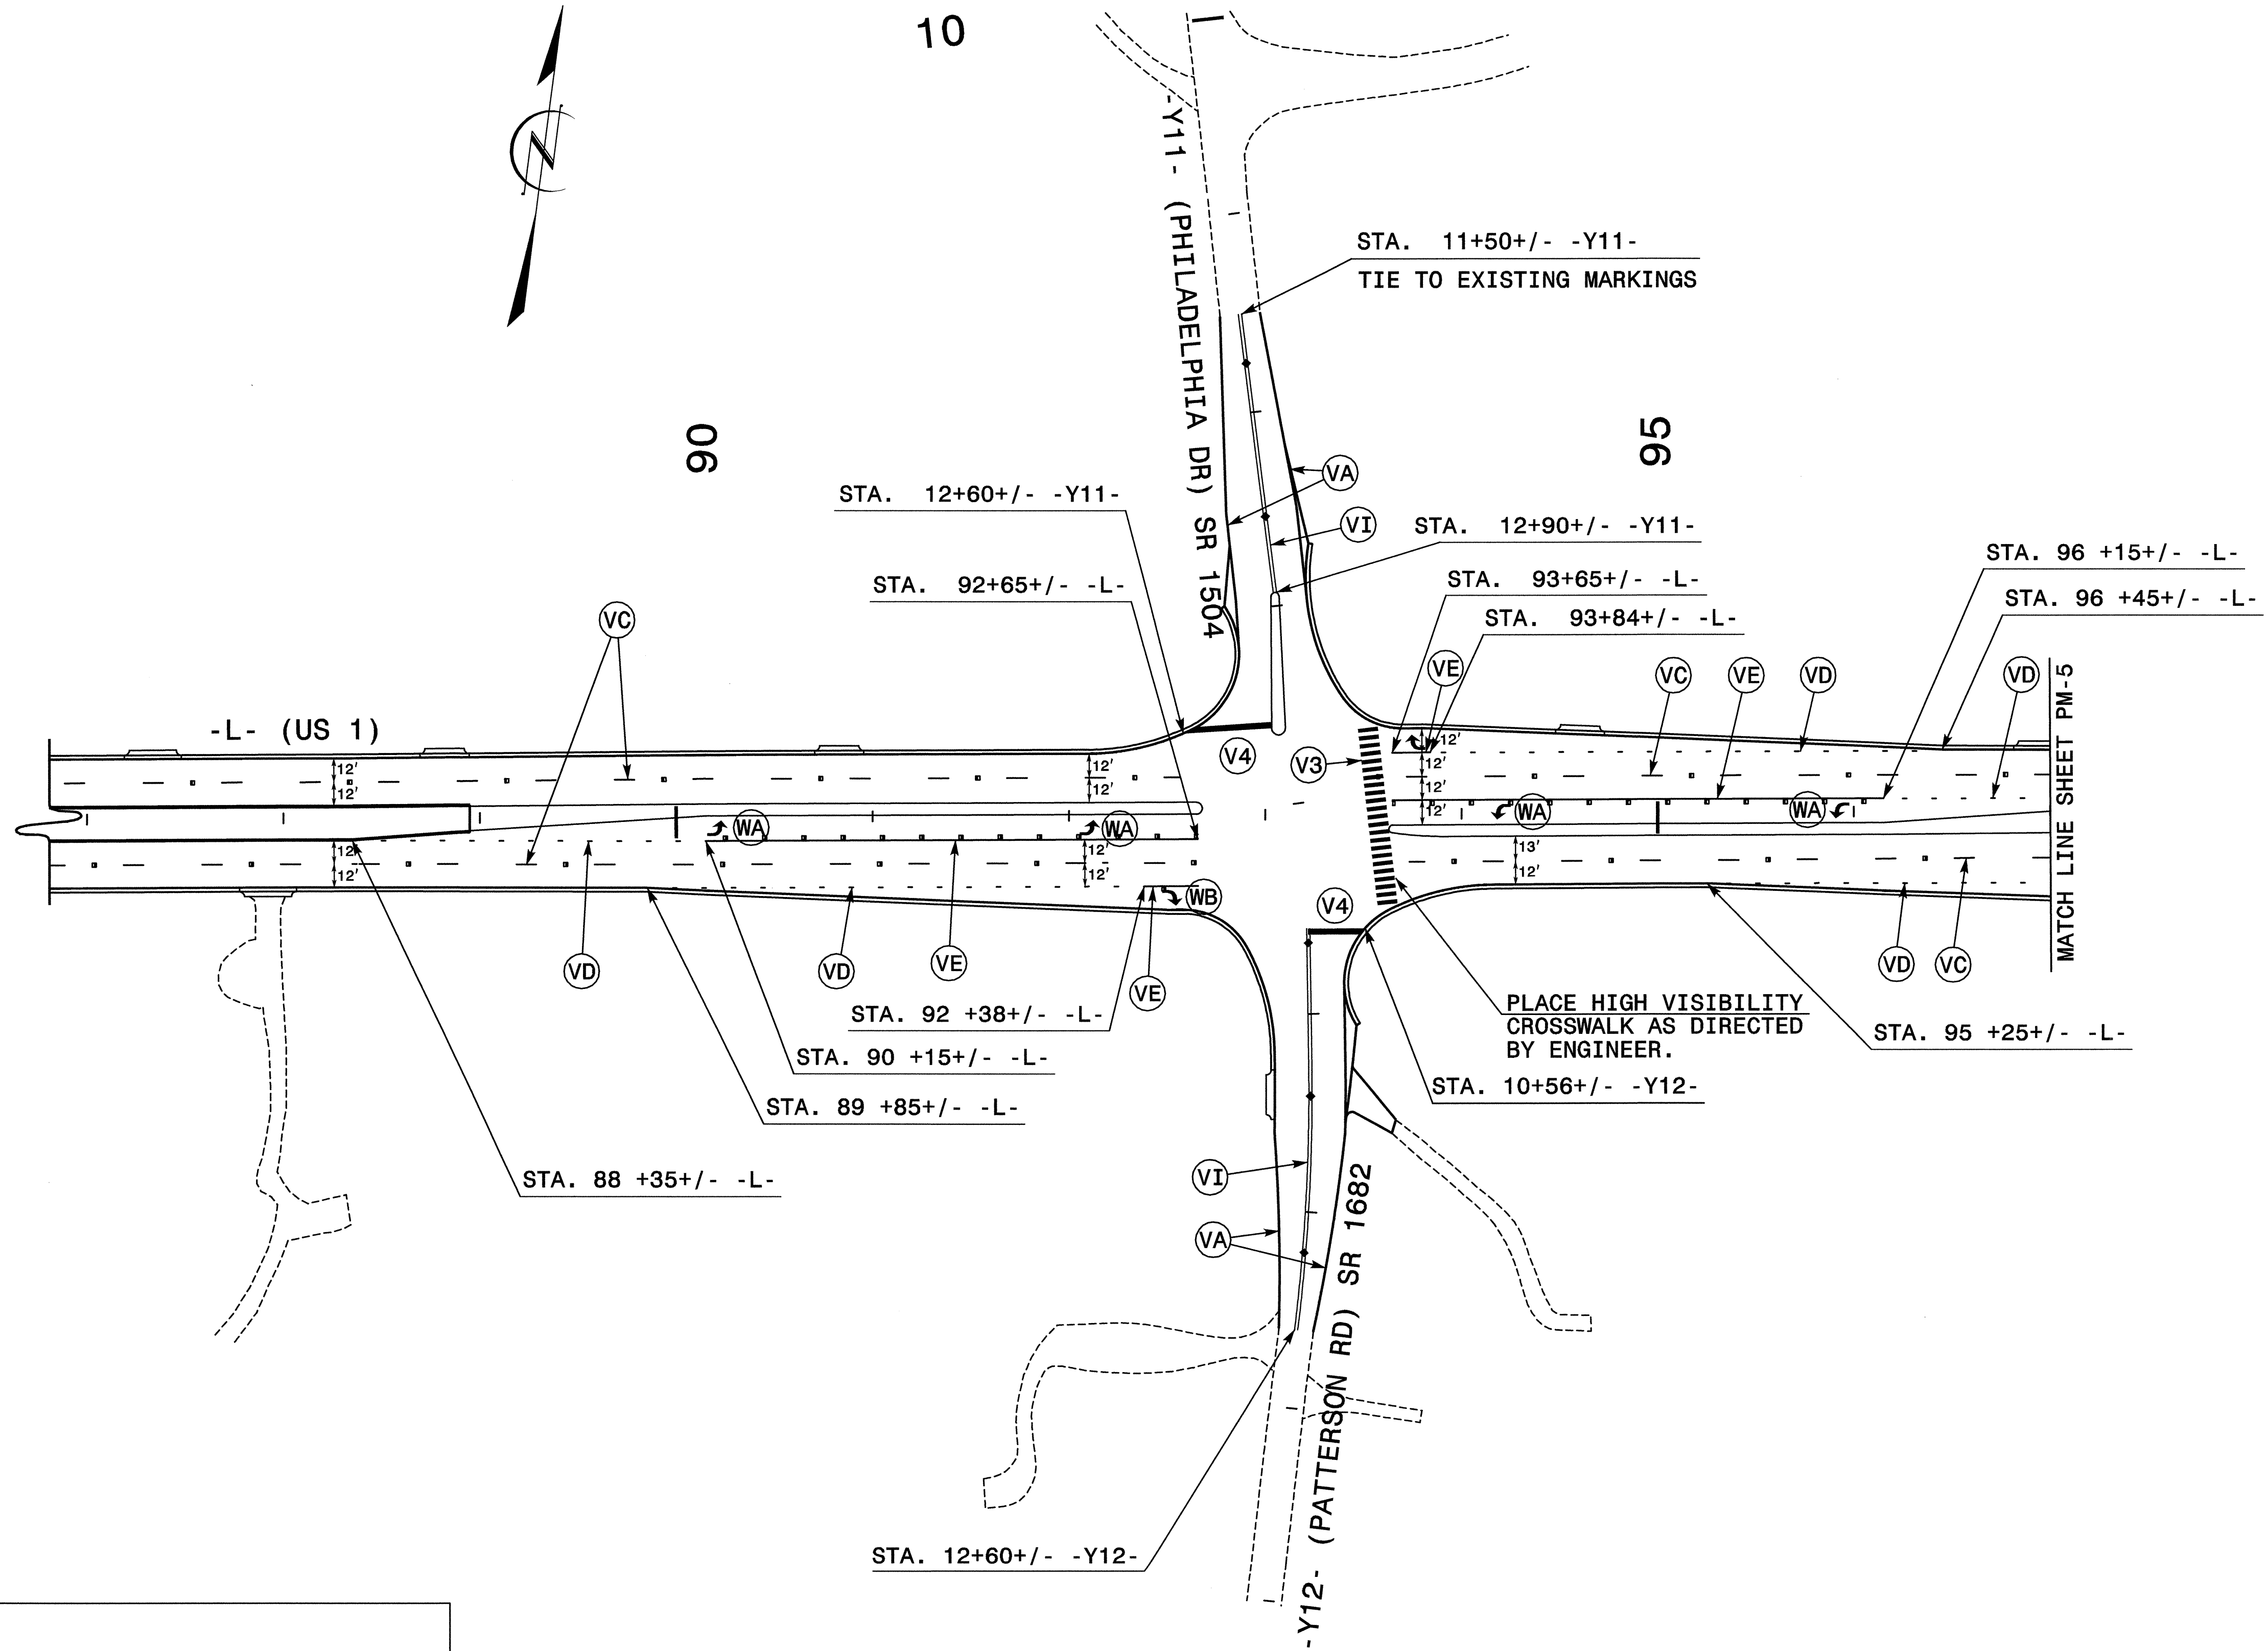 10
N
-Y11- (PHILADELPHIA DR) SR 1504
STA. 11+50+/- -Y11-
TIE TO EXISTING MARKINGS
90
95
VA
STA. 12+60+/- -Y11-
VI
STA. 12+90+/- -Y11-
STA. 96 +15+/- -L-
STA. 92+65+/- -L-
STA. 93+65+/- -L-
STA. 96 +45+/- -L-
VC
STA. 93+84+/- -L-
VE
VC
VE
VD
VD
MATCH LINE SHEET PM-5
-L- (US 1)
V4
V3
12'
12'
12'
12'
12'
12'
12'
12'
WA
WA
WA
WA
12'
12'
12'
12'
13'
12'
WB
V4
VD
VD
VE
VE
VD
VC
PLACE HIGH VISIBILITY
CROSSWALK AS DIRECTED
BY ENGINEER.
STA. 92 +38+/- -L-
STA. 95 +25+/- -L-
STA. 90 +15+/- -L-
STA. 10+56+/- -Y12-
STA. 89 +85+/- -L-
STA. 88 +35+/- -L-
VI
VA
-Y12- (PATTERSON RD) SR 1682
STA. 12+60+/- -Y12-